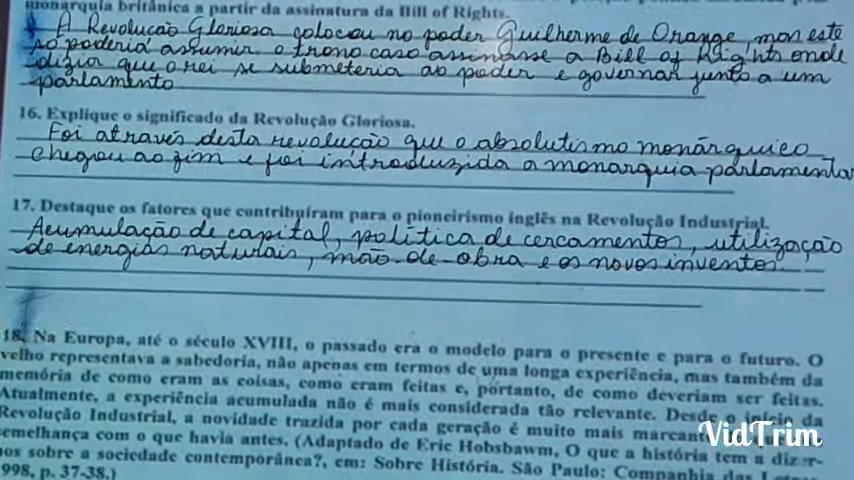 monarquia britânica a partir da assinatura da Bill of Rights.
A Revolucão Gloriosa colocou no poder Guilherme de Orange, mas este
só poderia assumir o trono caso assinasse a Bill of Rights onde
dizia que o rei se submeteria ao poder e governar junto a um
parlamento
16. Explique o significado da Revolução Gloriosa.
Foi através desta revolução que o absolutismo monárquico
chegou ao fim e foi introduzida a monarquia parlamentar
17. Destaque os fatores que contribuíram para o pioneirismo inglês na Revolução Industrial.
Acumulação de capital, política de cercamentos, utilização
de energias naturais, mão-de-obra e os novos inventos.
18. Na Europa, até o século XVIII, o passado era o modelo para o presente e para o futuro. O
velho representava a sabedoria, não apenas em termos de uma longa experiência, mas também da
memória de como eram as coisas, como eram feitas e, portanto, de como deveriam ser feitas.
Atualmente, a experiência acumulada não é mais considerada tão relevante. Desde o início da
Revolução Industrial, a novidade trazida por cada geração é muito mais
semelhança com o que havia antes. (Adaptado de Eric Hobsbawm, O que a história tem a dizer-
nos sobre a sociedade contemporânea?, em: Sobre História. São Paulo: Companhia das
998, p. 37-38.)
VidTrim